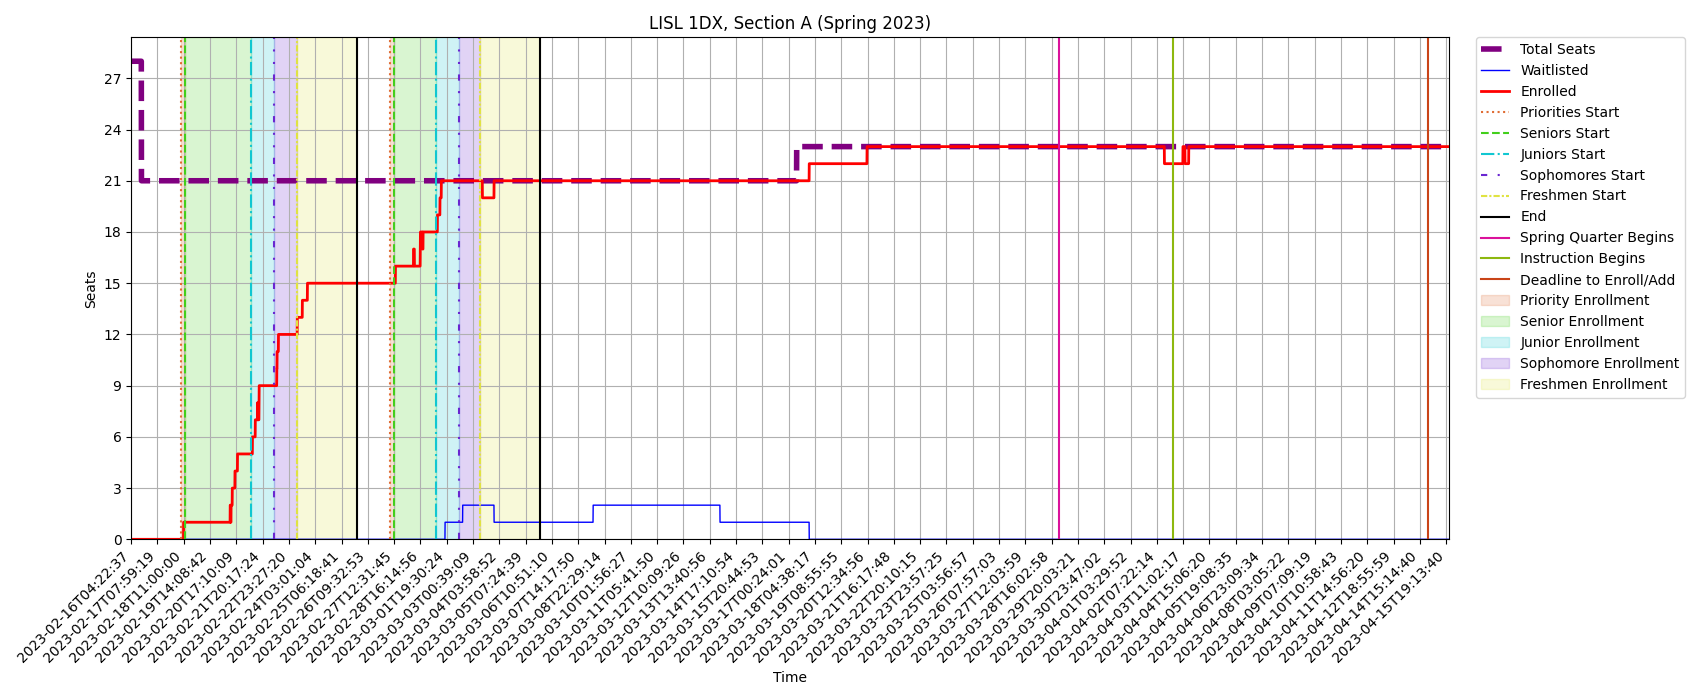 LISL 1DX, Section A (Spring 2023)
Seats
27
24
21
18
15
12
9
6
3
0
2023-02-16T04:22:37
2023-02-17T07:59:19
2023-02-18T11:00:00
2023-02-19T14:08:42
2023-02-20T17:10:09
2023-02-21T20:17:24
2023-02-22T23:27:20
2023-02-24T03:01:04
2023-02-25T06:18:41
2023-02-26T09:32:53
2023-02-27T12:31:45
2023-02-28T16:14:56
2023-03-01T19:30:24
2023-03-03T00:39:09
2023-03-04T03:58:52
2023-03-05T07:24:39
2023-03-06T10:51:10
2023-03-07T14:17:50
2023-03-08T22:29:14
2023-03-10T01:56:27
2023-03-11T05:41:50
2023-03-12T10:09:26
2023-03-13T13:40:56
2023-03-14T17:10:54
2023-03-15T20:44:53
2023-03-17T00:24:01
2023-03-18T04:38:17
2023-03-19T08:55:55
2023-03-20T12:34:56
2023-03-21T16:17:48
2023-03-22T20:10:15
2023-03-23T23:57:25
2023-03-25T03:56:57
2023-03-26T07:57:03
2023-03-27T12:03:59
2023-03-28T16:02:58
2023-03-29T20:03:21
2023-03-30T23:47:02
2023-04-01T03:29:52
2023-04-02T07:22:14
2023-04-03T11:02:17
2023-04-04T15:06:20
2023-04-05T19:08:35
2023-04-06T23:09:34
2023-04-08T03:05:22
2023-04-09T07:09:19
2023-04-10T10:58:43
2023-04-11T14:56:20
2023-04-12T18:55:59
2023-04-14T15:14:40
2023-04-15T19:13:40
Time
Total Seats
Waitlisted
Enrolled
Priorities Start
Seniors Start
Juniors Start
Sophomores Start
Freshmen Start
End
Spring Quarter Begins
Instruction Begins
Deadline to Enroll/Add
Priority Enrollment
Senior Enrollment
Junior Enrollment
Sophomore Enrollment
Freshmen Enrollment